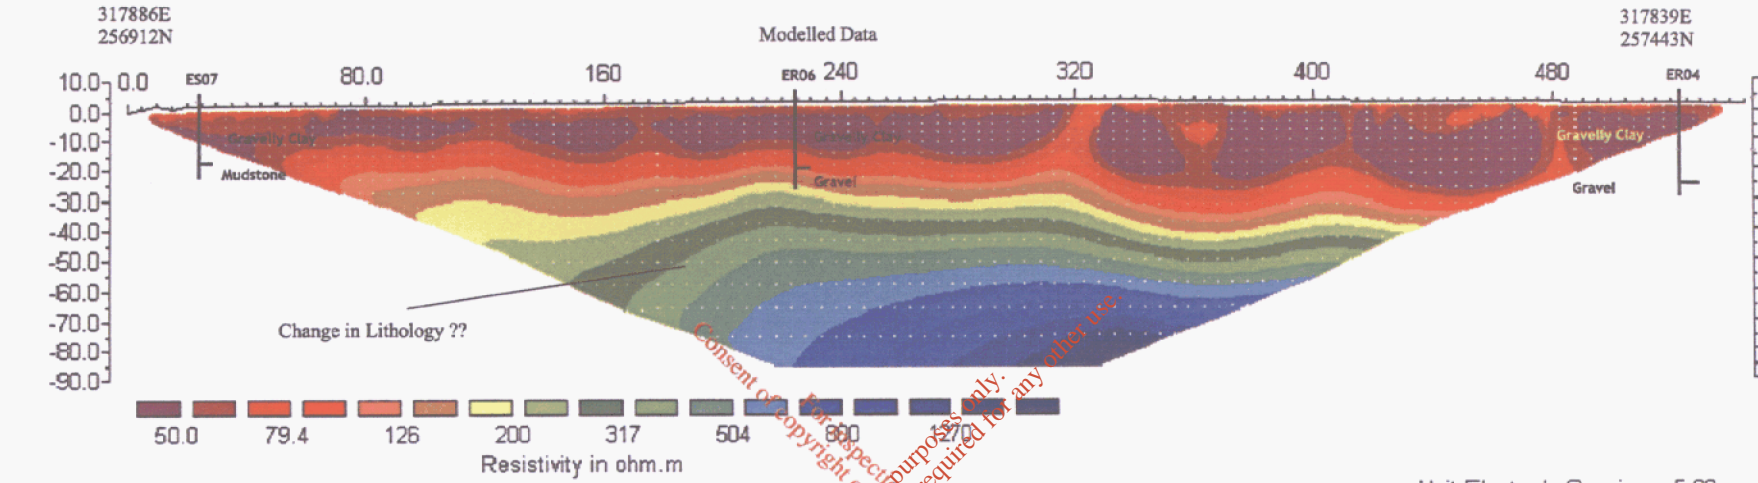 317886E
256912N
Modelled Data
317839E
257443N
10.0 0.0 ES07 80.0 160 ER06 240 320 400 480 ER04
0.0
-10.0 Gravelly Clay Gravelly Clay Gravelly Clay
-20.0 Mudstone Gravel Gravel
-30.0
-40.0
-50.0
-60.0
-70.0
-80.0
-90.0
Change in Lithology ??
50.0 79.4 126 200 317 504 800 1270
Resistivity in ohm.m
Consent of copyright
For inspecti
purposes only.
equired for any other use.